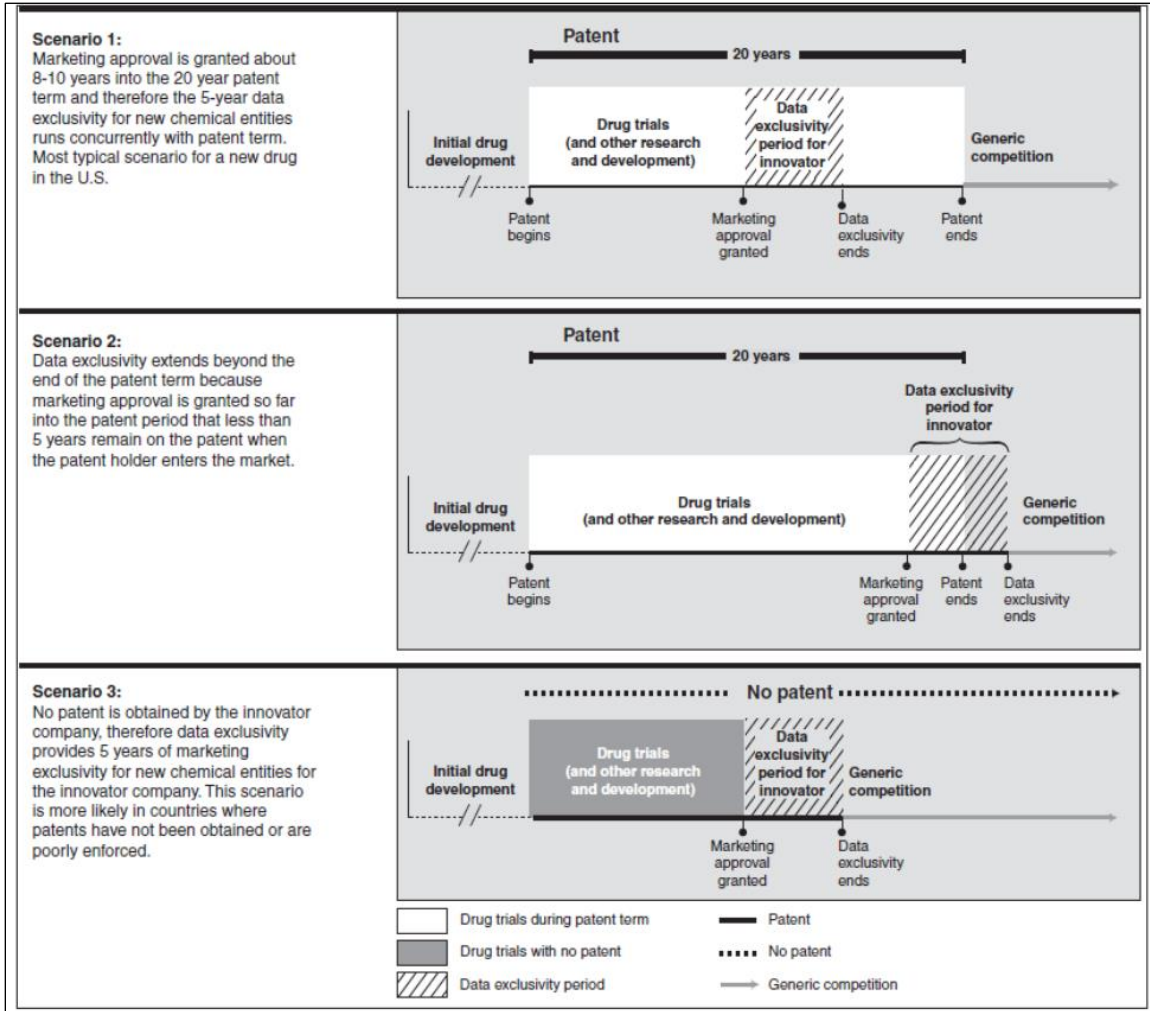 Scenario 1:
Marketing approval is granted about
8-10 years into the 20 year patent
term and therefore the 5-year data
exclusivity for new chemical entities
runs concurrently with patent term.
Most typical scenario for a new drug
in the U.S.
Patent
20 years
Initial drug
development
Drug trials
(and other research
and development)
Data
exclusivity
period for
innovator
Generic
competition
Patent
begins
Marketing
approval
granted
Data
exclusivity
ends
Patent
ends
Scenario 2:
Data exclusivity extends beyond the
end of the patent term because
marketing approval is granted so far
into the patent period that less than
5 years remain on the patent when
the patent holder enters the market.
Patent
20 years
Data exclusivity
period for
innovator
Initial drug
development
Drug trials
(and other research and development)
Generic
competition
Patent
begins
Marketing
approval
granted
Patent
ends
Data
exclusivity
ends
Scenario 3:
No patent is obtained by the innovator
company, therefore data exclusivity
provides 5 years of marketing
exclusivity for new chemical entities for
the innovator company. This scenario
is more likely in countries where
patents have not been obtained or are
poorly enforced.
No patent
Initial drug
development
Drug trials
(and other research
and development)
Data
exclusivity
period for
innovator
Generic
competition
Marketing
approval
granted
Data
exclusivity
ends
Drug trials during patent term
Patent
Drug trials with no patent
No patent
Data exclusivity period
Generic competition